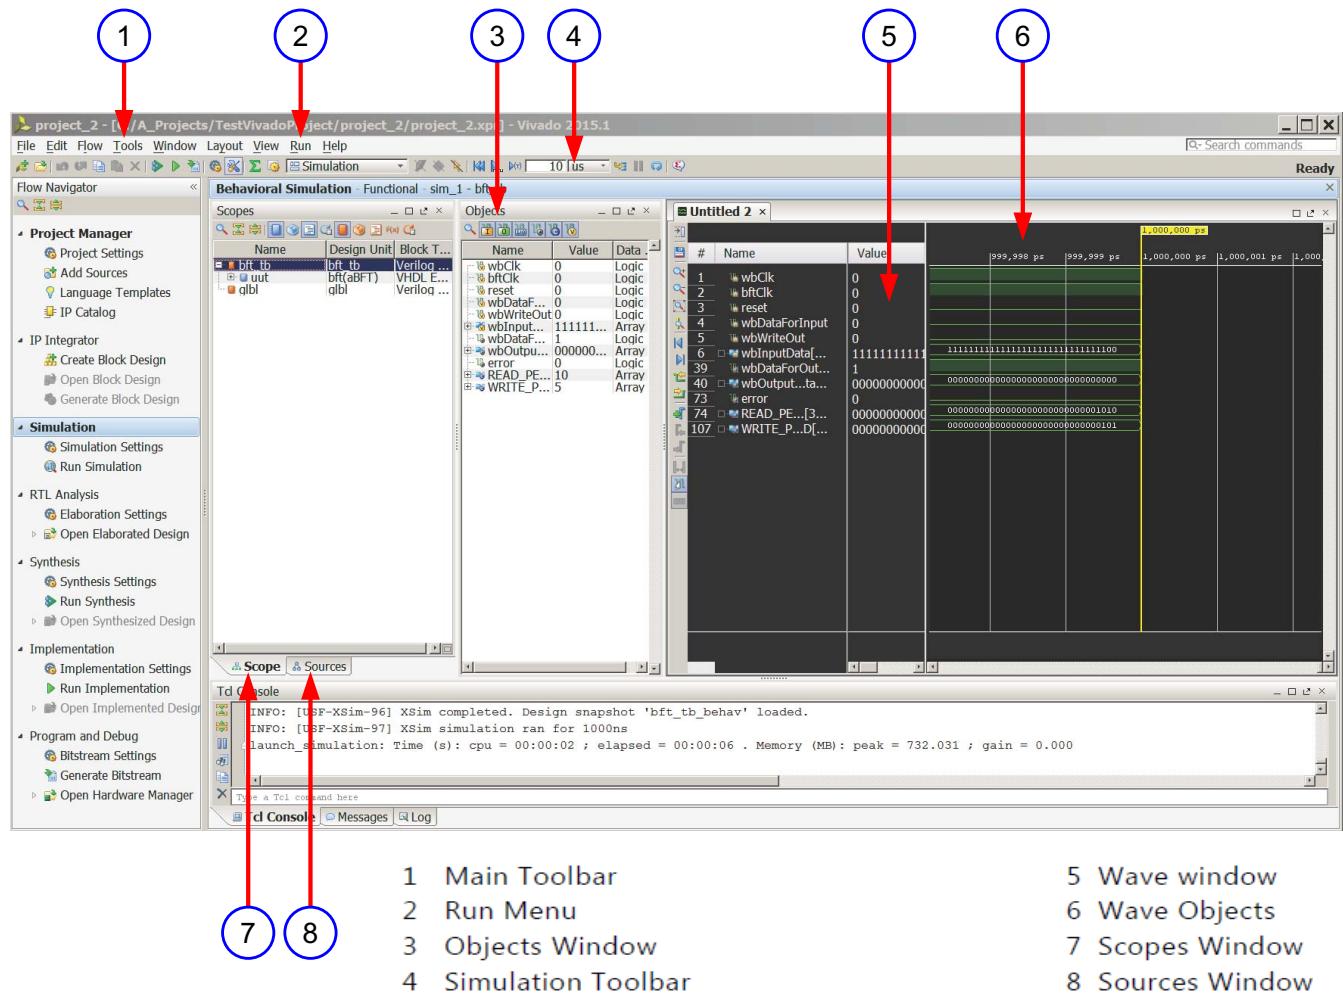 1 2 3 4 5 6
project_2 - [ /A_Projects/TestVivadoProject/project_2/project_2.xpr] - Vivado 2015.1
File Edit Flow Tools Window Layout View Run Help
Search commands
Simulation 10 us
Ready
Flow Navigator
Behavioral Simulation - Functional - sim_1 - bft_tb
Project Manager
Project Settings
Add Sources
Language Templates
IP Catalog
IP Integrator
Create Block Design
Open Block Design
Generate Block Design
Simulation
Simulation Settings
Run Simulation
RTL Analysis
Elaboration Settings
Open Elaborated Design
Synthesis
Synthesis Settings
Run Synthesis
Open Synthesized Design
Implementation
Implementation Settings
Run Implementation
Open Implemented Desigr
Program and Debug
Bitstream Settings
Generate Bitstream
Open Hardware Manager
Scopes
Name Design Unit Block T...
bft_tb bft_tb Verilog ...
uut bft(aBFT) VHDL E...
glbl glbl Verilog ...
Scope Sources
Objects
Name Value Data
wbClk 0 Logic
bftClk 0 Logic
reset 0 Logic
wbDataF... 0 Logic
wbWriteOut 0 Logic
wbInput... 111111... Array
wbDataF... 1 Logic
wbOutpu... 000000... Array
error 0 Logic
READ_PE... 10 Array
WRITE_P... 5 Array
Untitled 2
# Name Value
1 wbClk 0
2 bftClk 0
3 reset 0
4 wbDataForInput 0
5 wbWriteOut 0
6 wbInputData[... 11111111111
39 wbDataForOut... 1
40 wbOutput...ta... 00000000000
73 error 0
74 READ_PE...[3... 00000000000
107 WRITE_P...D[... 00000000000
1,000,000 ps
999,998 ps 999,999 ps 1,000,000 ps 1,000,001 ps 1,000,
11111111111111111111111111111100
00000000000000000000000000000000
00000000000000000000000000001010
00000000000000000000000000000101
Tcl Console
INFO: [USF-XSim-96] XSim completed. Design snapshot 'bft_tb_behav' loaded.
INFO: [USF-XSim-97] XSim simulation ran for 1000ns
launch_simulation: Time (s): cpu = 00:00:02 ; elapsed = 00:00:06 . Memory (MB): peak = 732.031 ; gain = 0.000
Type a Tcl command here
Tcl Console Messages Log
7 8
1 Main Toolbar
2 Run Menu
3 Objects Window
4 Simulation Toolbar
5 Wave window
6 Wave Objects
7 Scopes Window
8 Sources Window